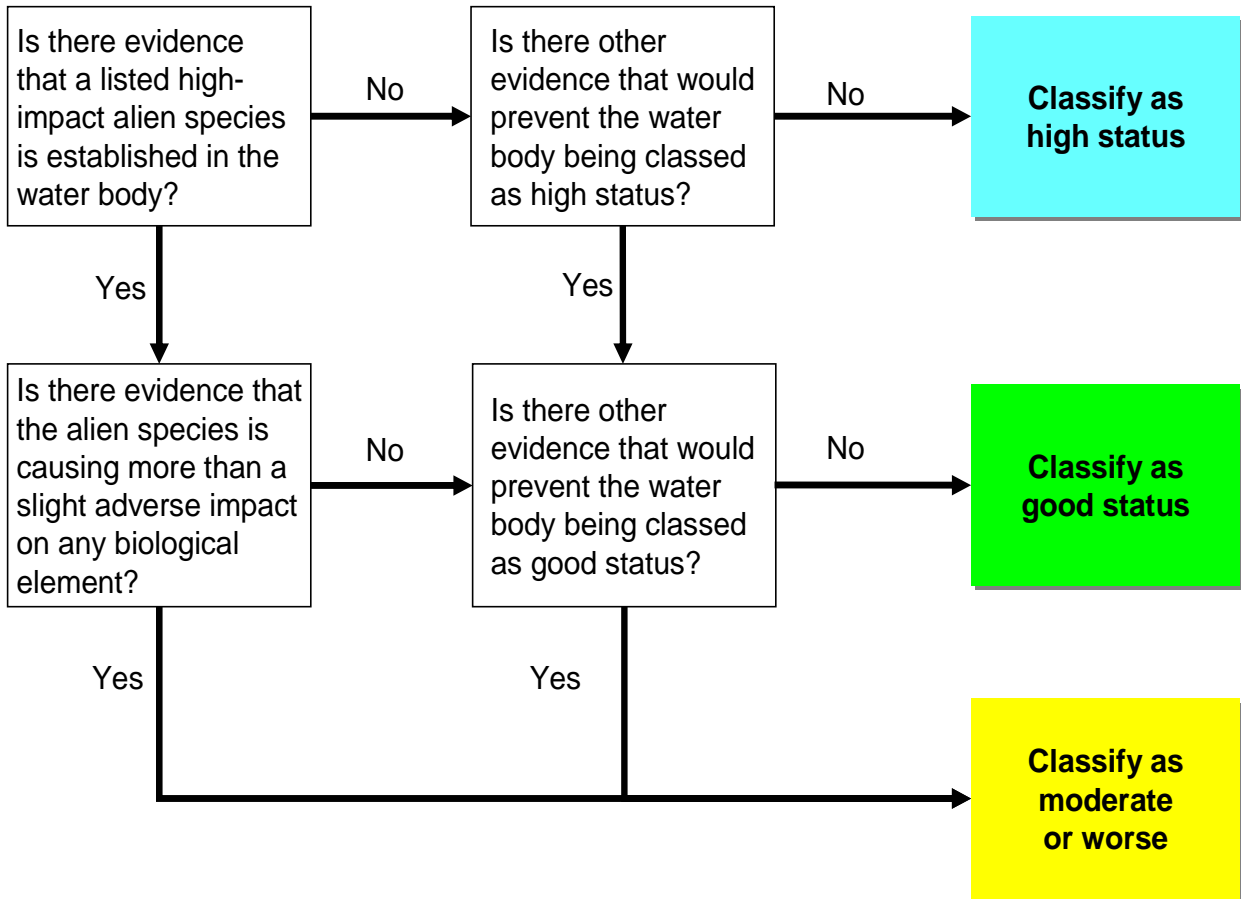 Is there evidence
that a listed high-
impact alien species
is established in the
water body?
No
Is there other
evidence that would
prevent the water
body being classed
as high status?
No
Classify as
high status
Yes
Yes
Is there evidence that
the alien species is
causing more than a
slight adverse impact
on any biological
element?
No
Is there other
evidence that would
prevent the water
body being classed
as good status?
No
Classify as
good status
Yes
Yes
Classify as
moderate
or worse